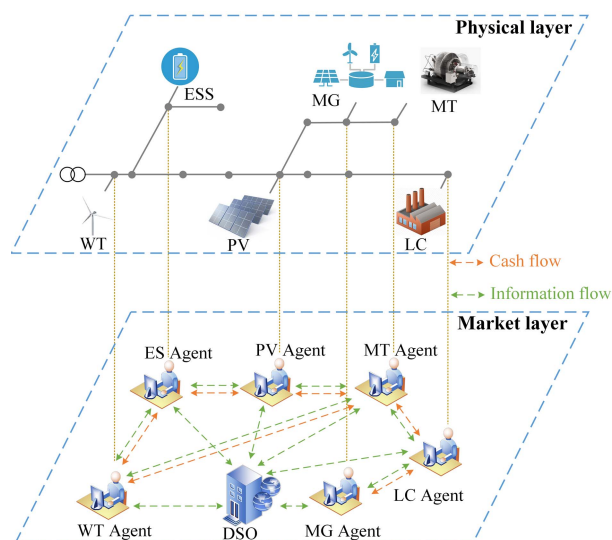 Physical layer
ESS
MG
MT
WT
PV
LC
Cash flow
Information flow
Market layer
ES Agent
PV Agent
MT Agent
WT Agent
DSO
MG Agent
LC Agent